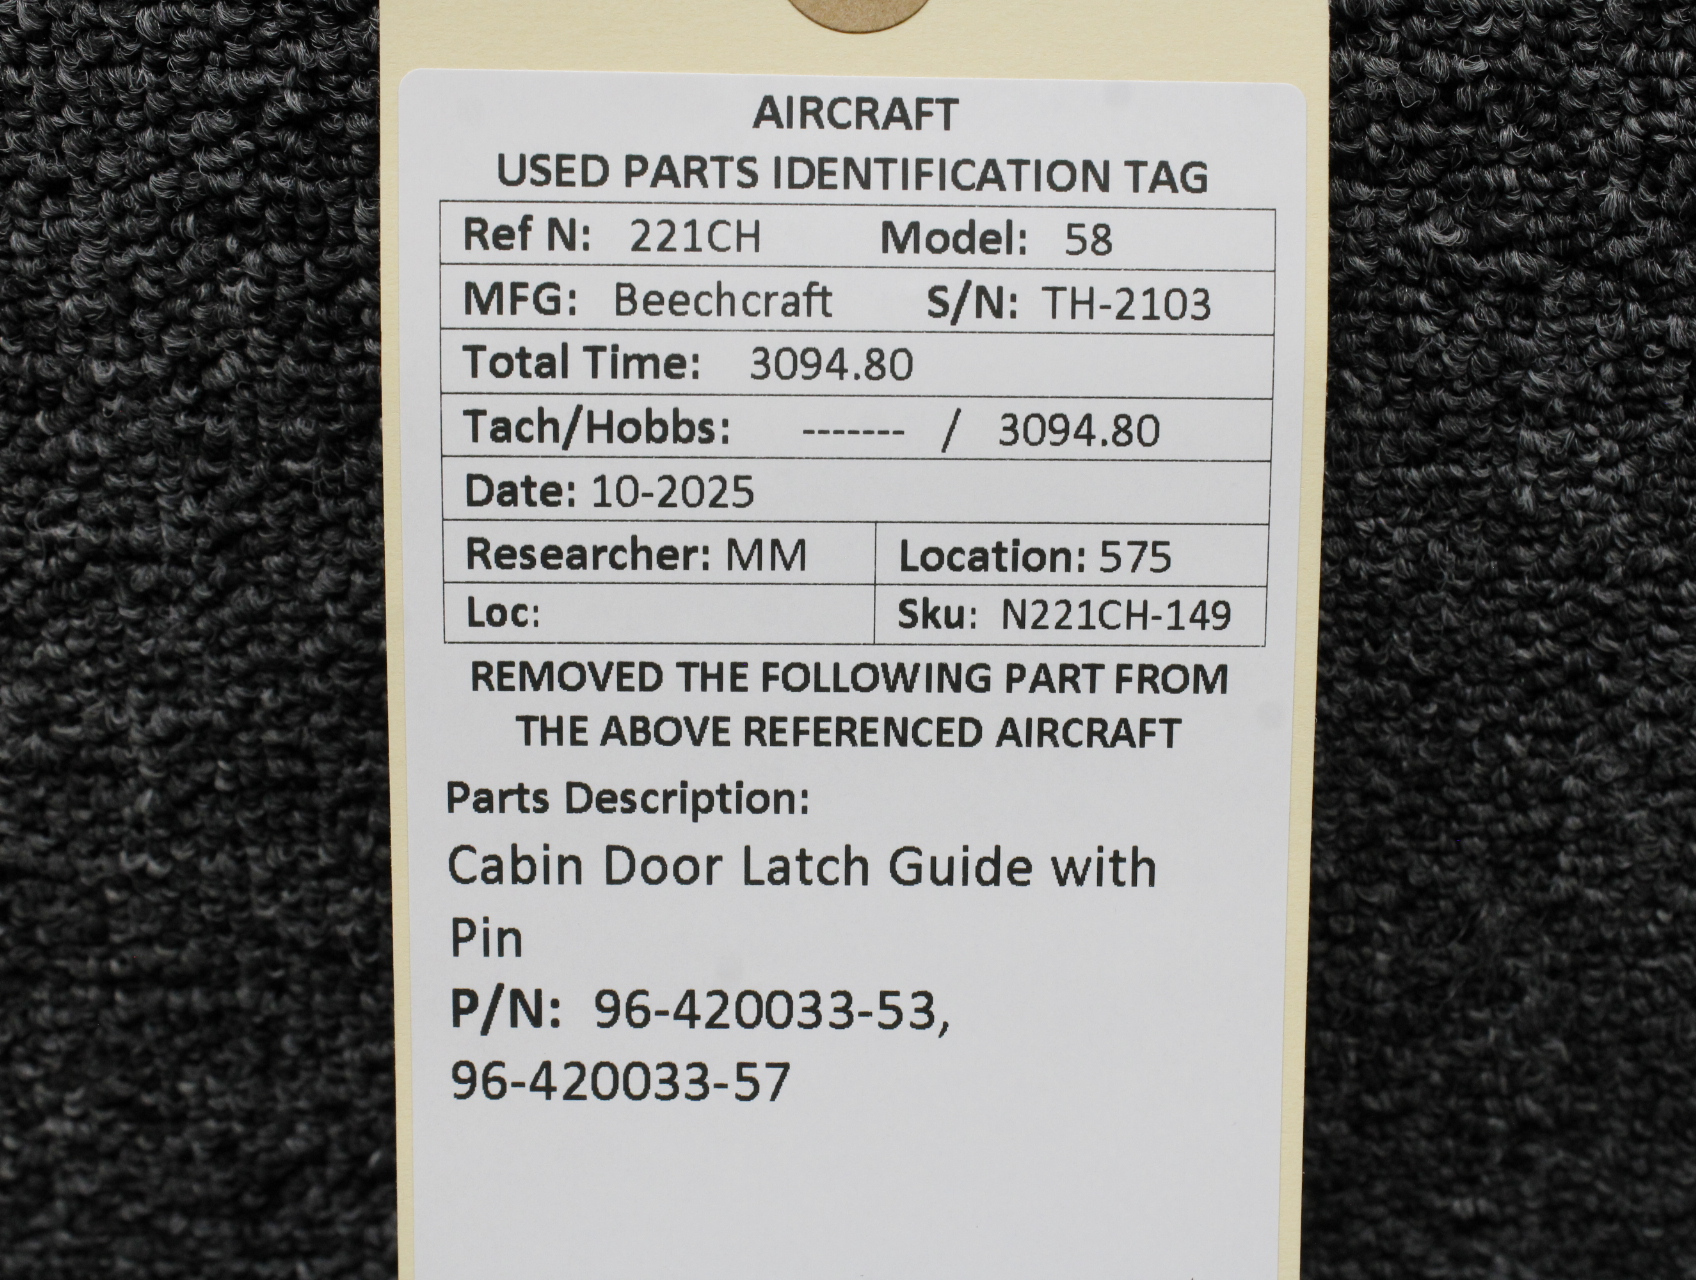 AIRCRAFT
USED PARTS IDENTIFICATION TAG
Ref N: 221CH Model: 58
MFG: Beechcraft S/N: TH-2103
Total Time: 3094.80
Tach/Hobbs: ------- / 3094.80
Date: 10-2025
Researcher: MM Location: 575
Loc: Sku: N221CH-149
REMOVED THE FOLLOWING PART FROM
THE ABOVE REFERENCED AIRCRAFT
Parts Description:
Cabin Door Latch Guide with
Pin
P/N: 96-420033-53,
96-420033-57